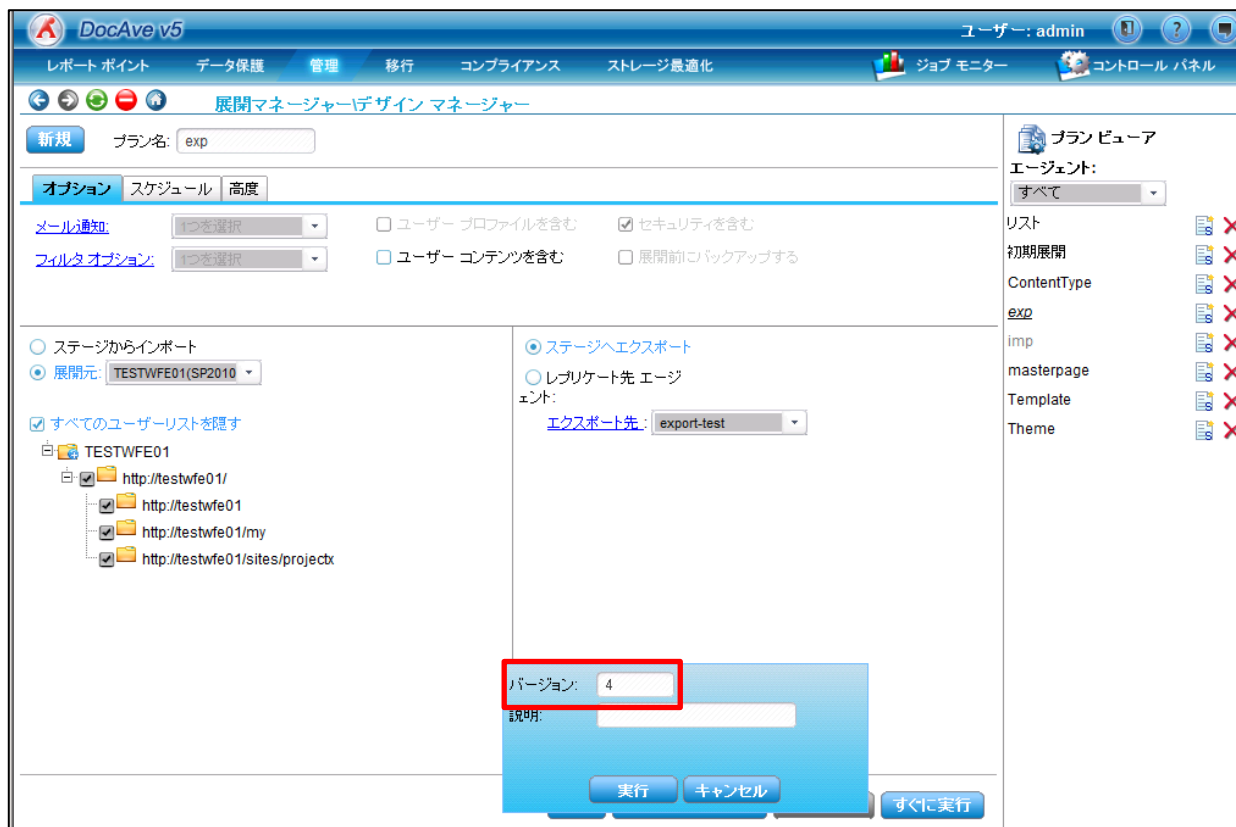 DocAve v5
ユーザー: admin
レポート ポイント データ保護 管理 移行 コンプライアンス ストレージ最適化 ジョブ モニター コントロール パネル
展開マネージャー\デザイン マネージャー
新規 プラン名: exp
オプション スケジュール 高度
メール通知: 1つを選択 ユーザー プロファイルを含む セキュリティを含む
フィルタ オプション: 1つを選択 ユーザー コンテンツを含む 展開前にバックアップする
ステージからインポート
展開元: TESTWFE01(SP2010
すべてのユーザーリストを隠す
TESTWFE01
http://testwfe01/
http://testwfe01
http://testwfe01/my
http://testwfe01/sites/projectx
ステージへエクスポート
レプリケート先 エージ
ェント:
エクスポート先 : export-test
バージョン: 4
説明:
実行 キャンセル
すぐに実行
プラン ビューア
エージェント:
すべて
リスト
初期展開
ContentType
exp
imp
masterpage
Template
Theme